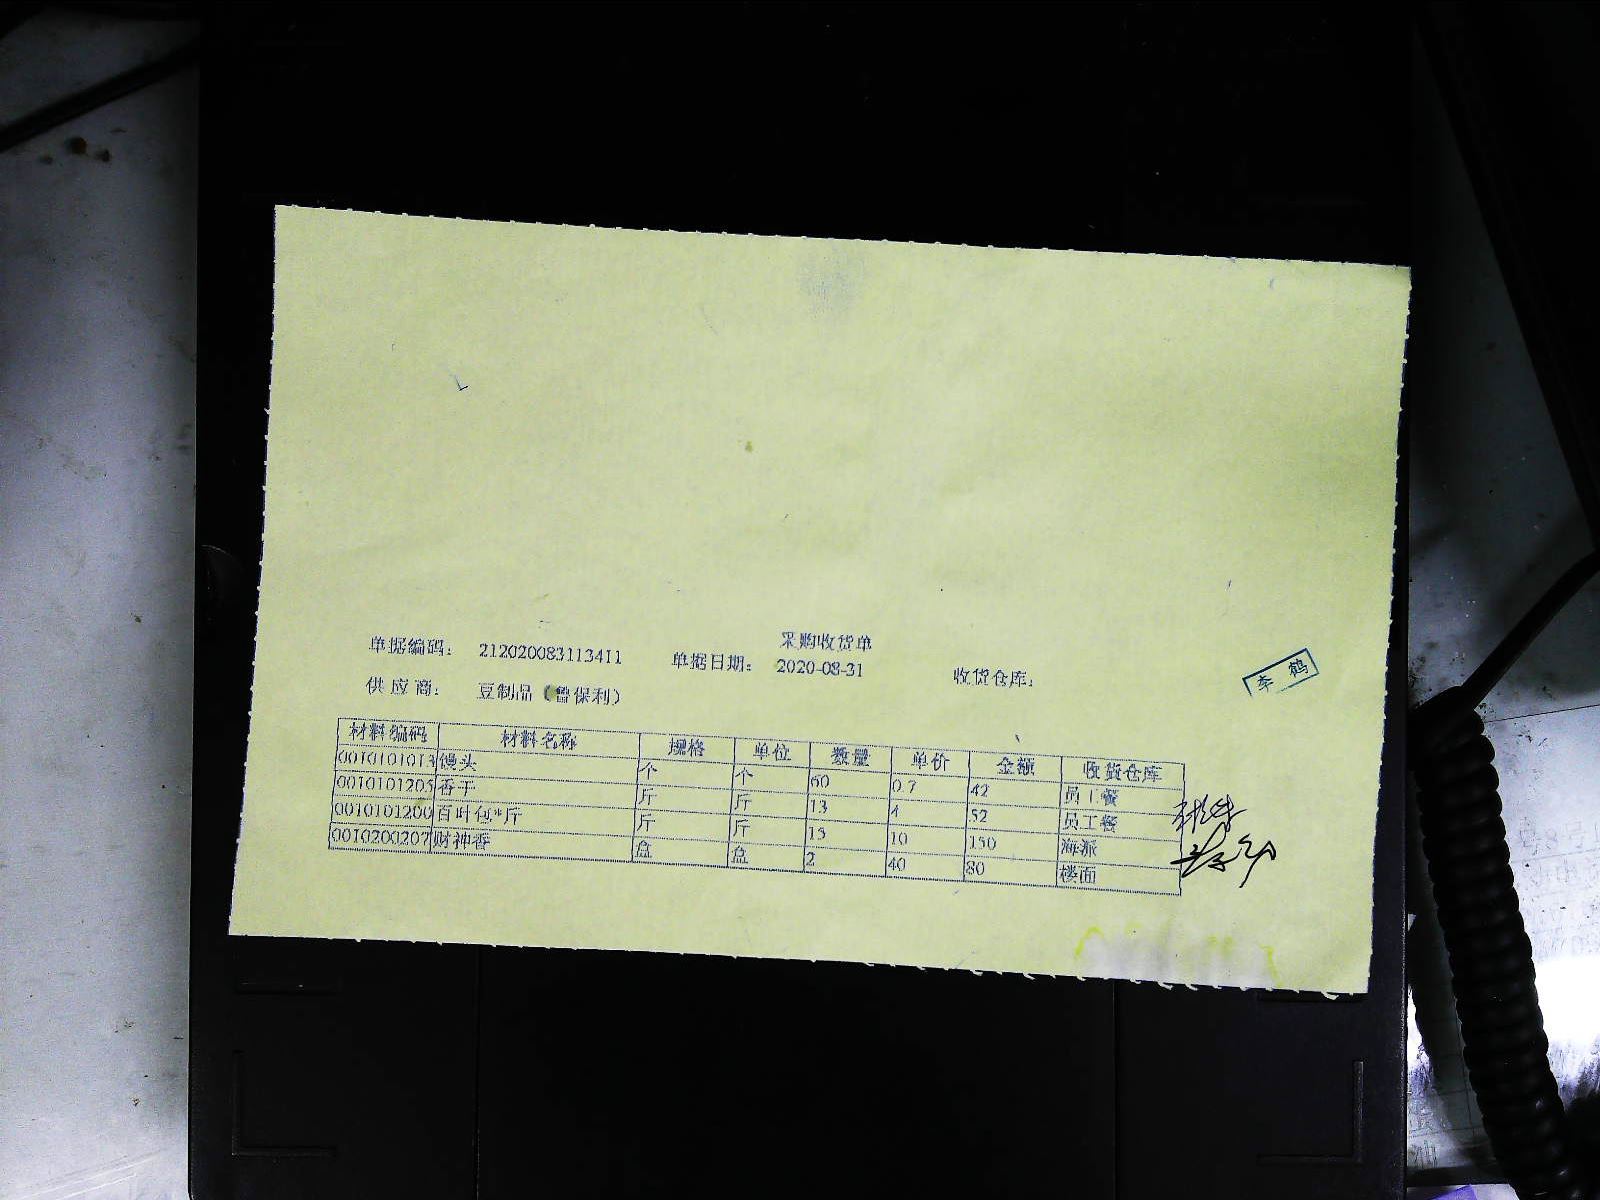 采购收货单
单据编码： 212020083113411 单据日期： 2020-08-31 收货仓库：
供应商： 豆制品（鲁保利）
李鹤
材料编码 材料名称 规格 单位 数量 单价 金额 收货仓库
0010101013 馒头 个 个 60 0.7 42 员工餐
0010101205 香干 斤 斤 13 4 52 员工餐
0010101200 百叶包*斤 斤 斤 15 10 150 海派
0010200207 财神香 盒 盒 2 40 80 楼面